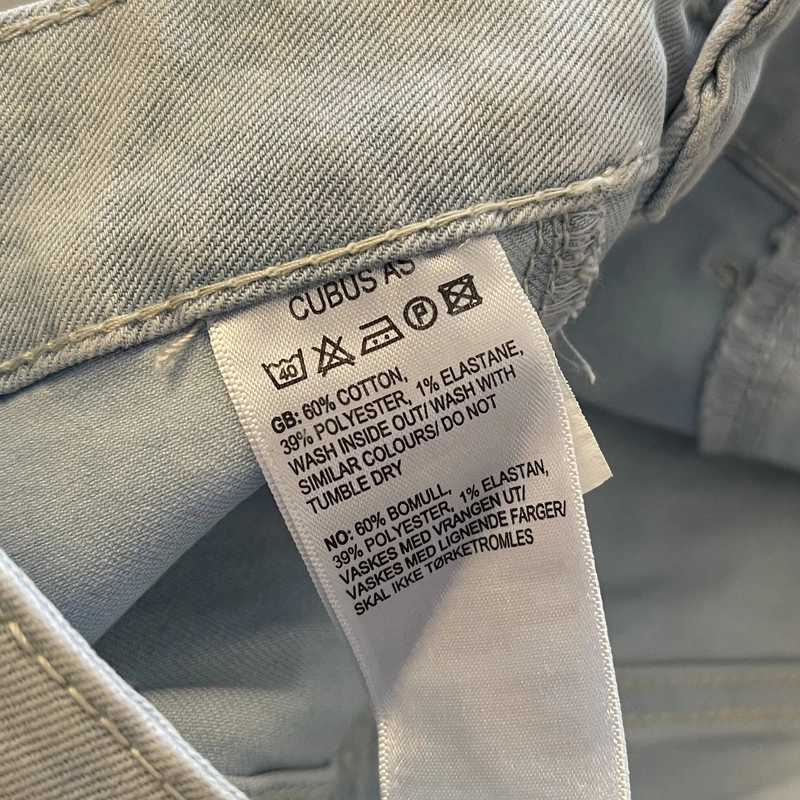 CUBUS AS
40 P
GB: 60% COTTON,
39% POLYESTER, 1% ELASTANE,
WASH INSIDE OUT/ WASH WITH
SIMILAR COLOURS/ DO NOT
TUMBLE DRY
NO: 60% BOMULL,
39% POLYESTER, 1% ELASTAN,
VASKES MED VRANGEN UT/
VASKES MED LIGNENDE FARGER/
SKAL IKKE TØRKETROMLES